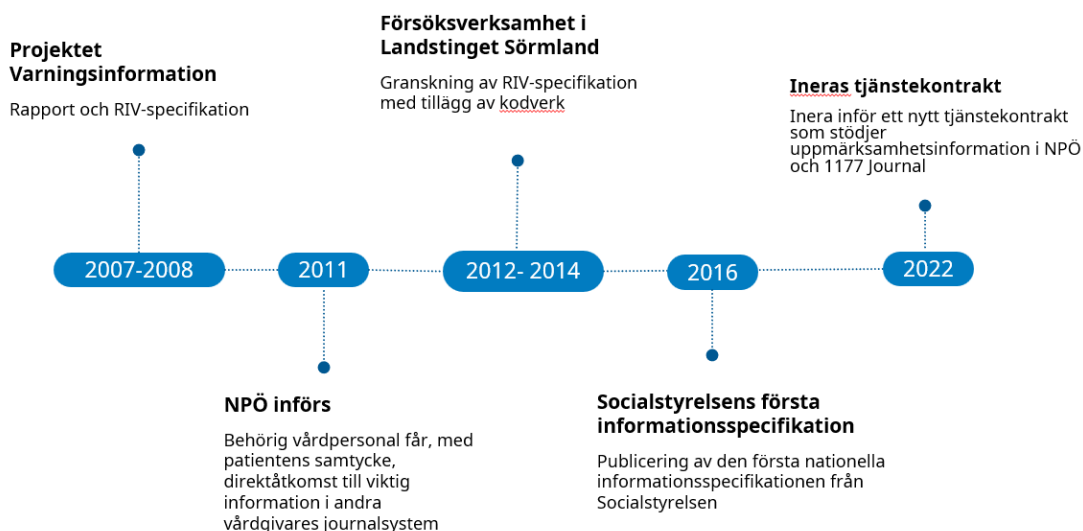 Projektet
Varningsinformation
Rapport och RIV-specifikation
Försöksverksamhet i
Landstinget Sörmland
Granskning av RIV-specifikation
med tillägg av kodverk
Ineras tjänstekontrakt
Inera inför ett nytt tjänstekontrakt
som stödjer
uppmärksamhetsinformation i NPÖ
och 1177 Journal
2007-2008
2011
2012- 2014
2016
2022
NPÖ införs
Behörig vårdpersonal får, med
patientens samtycke,
direktåtkomst till viktig
information i andra
vårdgivares journalsystem
Socialstyrelsens första
informationsspecifikation
Publicering av den första nationella
informationsspecifikationen från
Socialstyrelsen